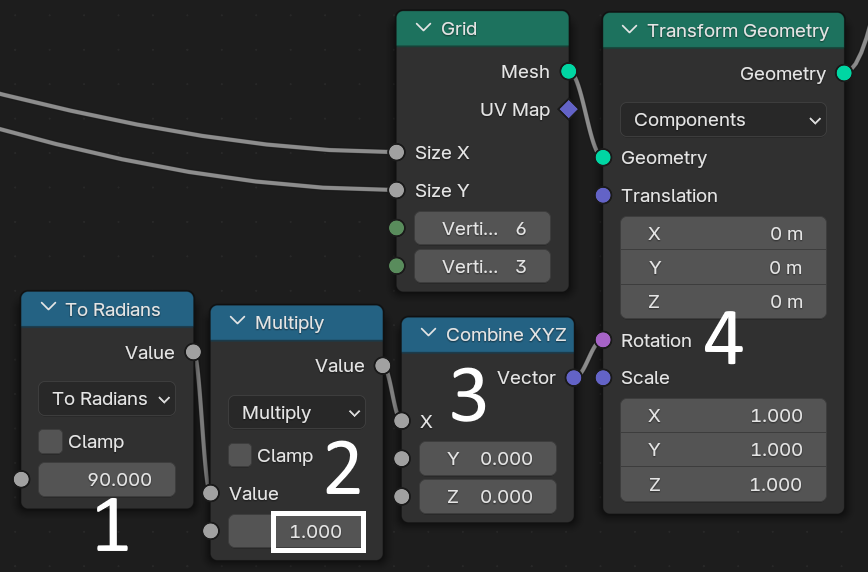 Grid
Mesh
UV Map
Size X
Size Y
Verti... 6
Verti... 3
Transform Geometry
Geometry
Components
Geometry
Translation
X 0 m
Y 0 m
Z 0 m
Rotation
4
Scale
X 1.000
Y 1.000
Z 1.000
To Radians
Value
To Radians
Clamp
90.000
1
Multiply
Value
Multiply
Clamp
2
Value
1.000
Combine XYZ
Vector
3
X
Y 0.000
Z 0.000